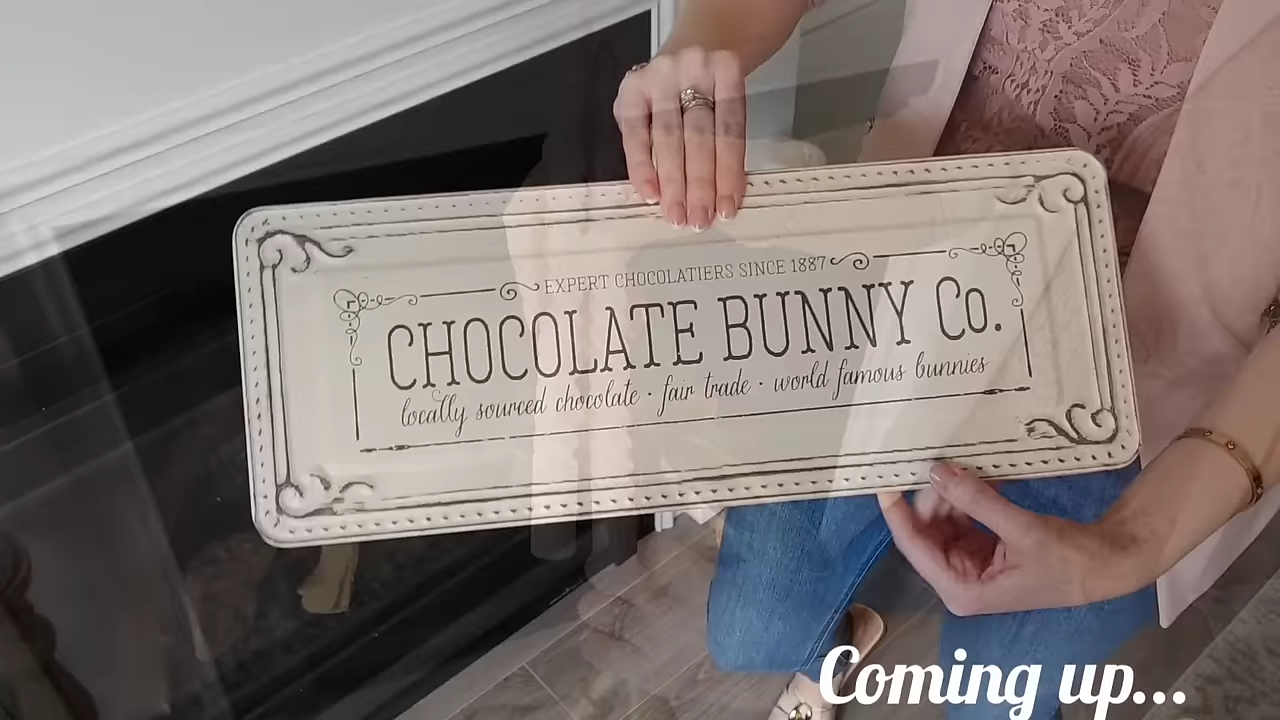 EXPERT CHOCOLATIERS SINCE 1887
CHOCOLATE BUNNY Co.
locally sourced chocolate · fair trade · world famous bunnies
Coming up...